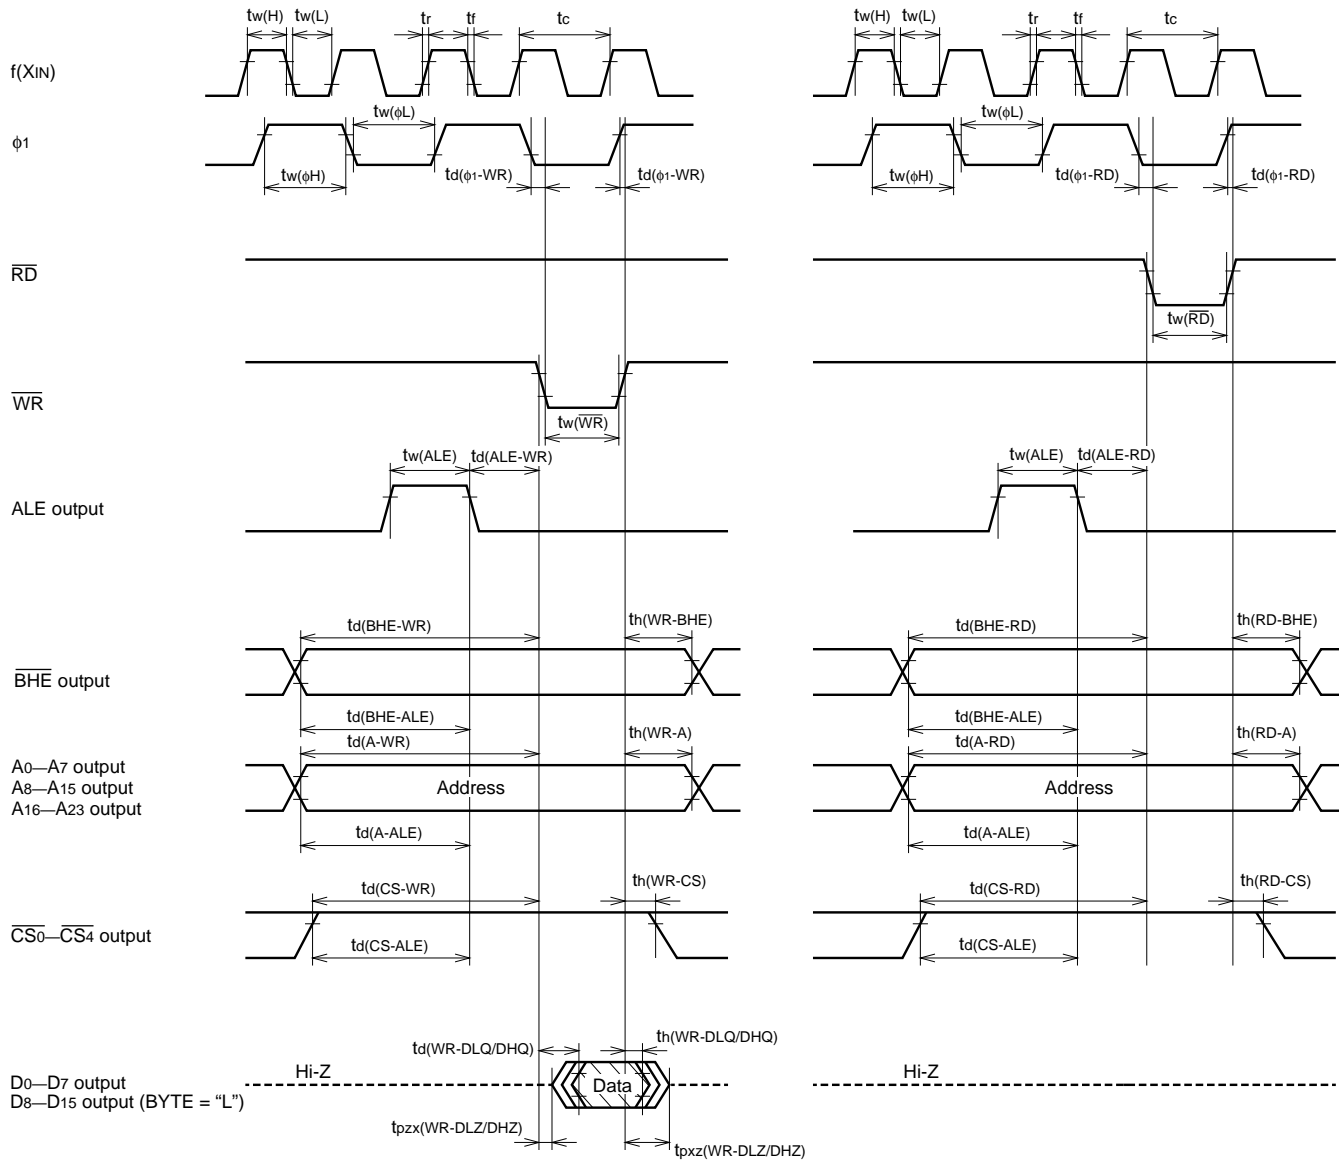 tw(H) tw(L) tr tf tc tw(H) tw(L) tr tf tc
f(XIN)
tw(ϕL) tw(ϕL)
ϕ1
tw(ϕH) td(ϕ1-WR) td(ϕ1-WR) tw(ϕH) td(ϕ1-RD) td(ϕ1-RD)
RD
tw(RD)
WR
tw(WR)
tw(ALE) td(ALE-WR) tw(ALE) td(ALE-RD)
ALE output
td(BHE-WR) th(WR-BHE) td(BHE-RD) th(RD-BHE)
BHE output
td(BHE-ALE) td(BHE-ALE)
td(A-WR) th(WR-A) td(A-RD) th(RD-A)
A0—A7 output
A8—A15 output Address Address
A16—A23 output
td(A-ALE) td(A-ALE)
td(CS-WR) th(WR-CS) td(CS-RD) th(RD-CS)
CS0—CS4 output
td(CS-ALE) td(CS-ALE)
td(WR-DLQ/DHQ) th(WR-DLQ/DHQ)
Hi-Z Hi-Z
D0—D7 output Data
D8—D15 output (BYTE = “L”)
tpzx(WR-DLZ/DHZ) tpxz(WR-DLZ/DHZ)